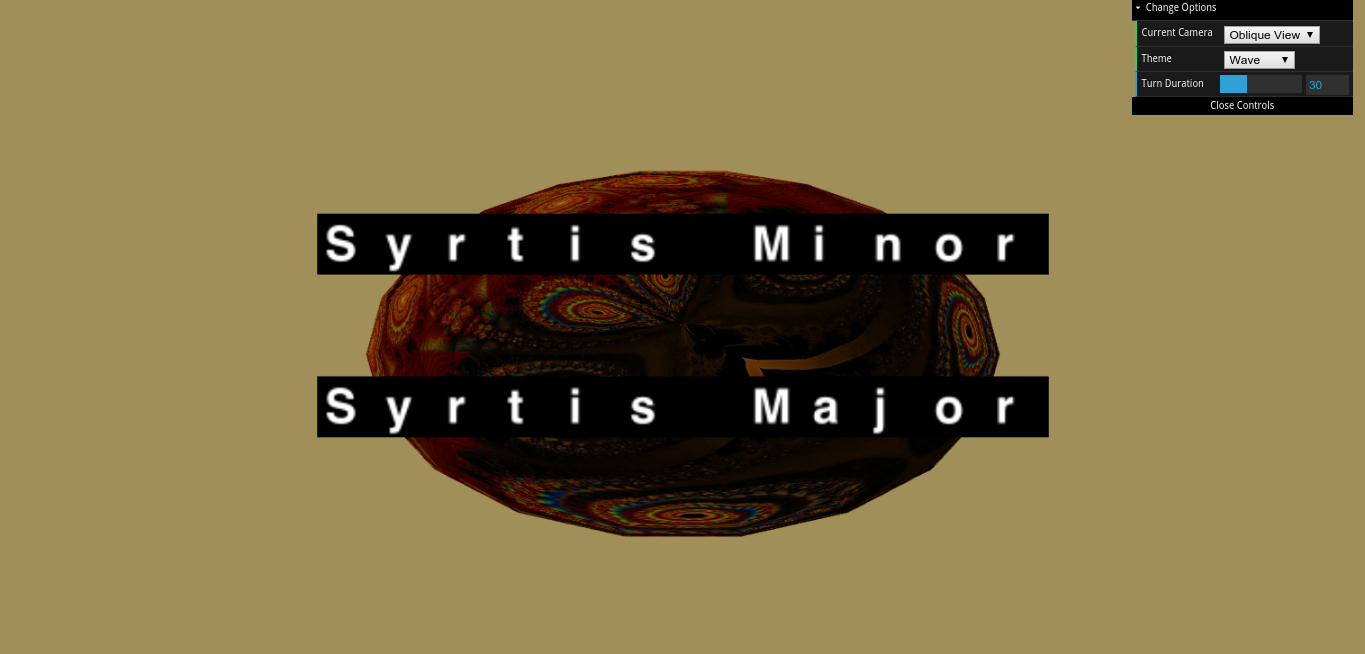 Change Options
Current Camera Oblique View
Theme Wave
Turn Duration 30
Close Controls
Syrtis Minor
Syrtis Major